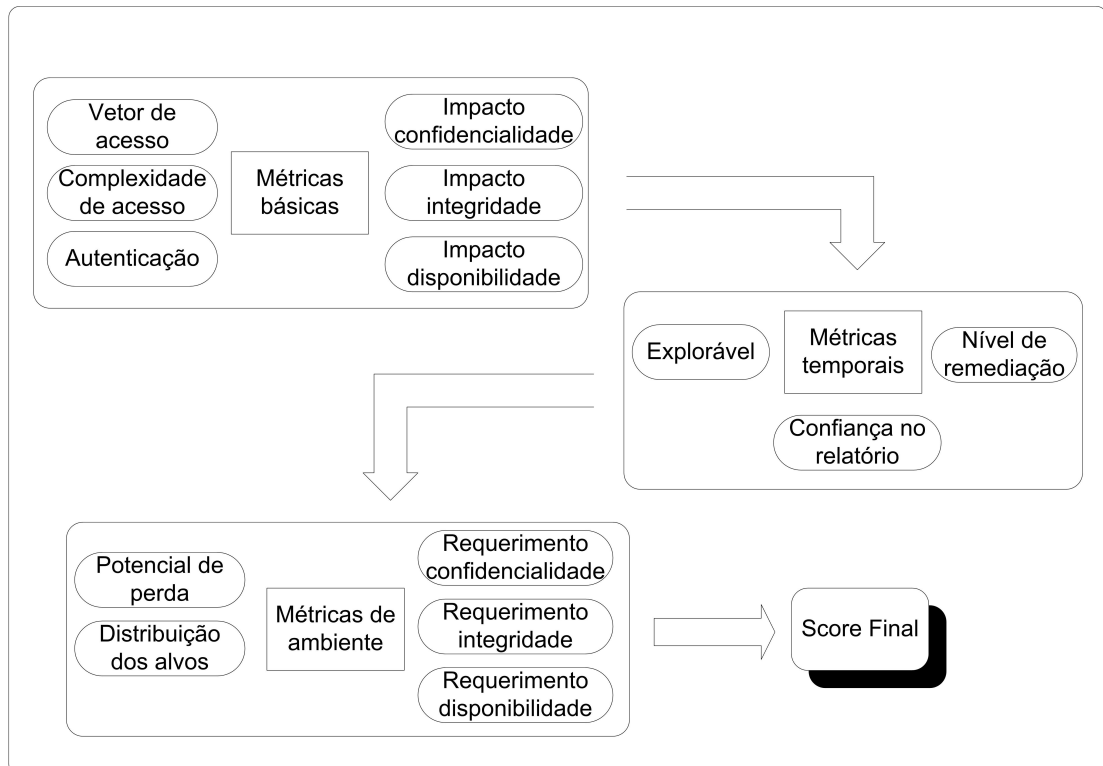 Vetor de
acesso
Complexidade
de acesso
Autenticação
Métricas
básicas
Impacto
confidencialidade
Impacto
integridade
Impacto
disponibilidade
Explorável
Métricas
temporais
Nível de
remediação
Confiança no
relatório
Potencial de
perda
Distribuição
dos alvos
Métricas de
ambiente
Requerimento
confidencialidade
Requerimento
integridade
Requerimento
disponibilidade
Score Final